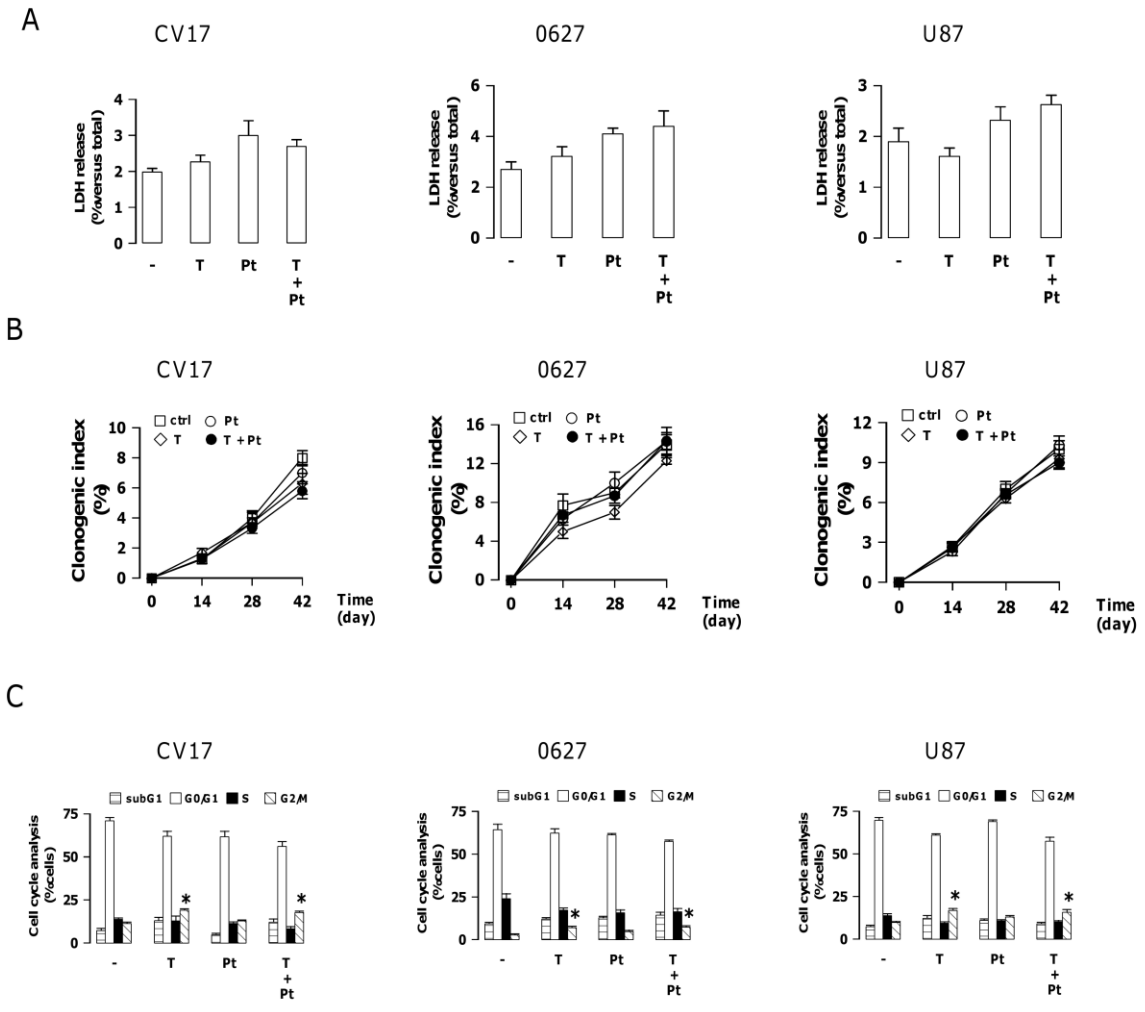 A
CV17
0627
U87
LDH release
(%versus total)
4
3
2
1
0
-
T
Pt
T
+
Pt
LDH release
(%versus total)
6
4
2
0
-
T
Pt
T
+
Pt
LDH release
(%versus total)
3
2
1
0
-
T
Pt
T
+
Pt
B
CV17
0627
U87
Clonogenic index
(%)
ctrl Pt
T T + Pt
10
8
6
4
2
0
0 14 28 42
Time
(day)
Clonogenic index
(%)
ctrl Pt
T T + Pt
16
12
8
4
0
0 14 28 42
Time
(day)
Clonogenic index
(%)
ctrl Pt
T T + Pt
12
9
6
3
0
0 14 28 42
Time
(day)
C
CV17
0627
U87
Cell cycle analysis
(%cells)
subG1 G0/G1 S G2/M
75
50
25
0
* *
-
T
Pt
T
+
Pt
Cell cycle analysis
(%cells)
subG1 G0/G1 S G2/M
75
50
25
0
* *
-
T
Pt
T
+
Pt
Cell cycle analysis
(%cells)
subG1 G0/G1 S G2/M
75
50
25
0
* *
-
T
Pt
T
+
Pt